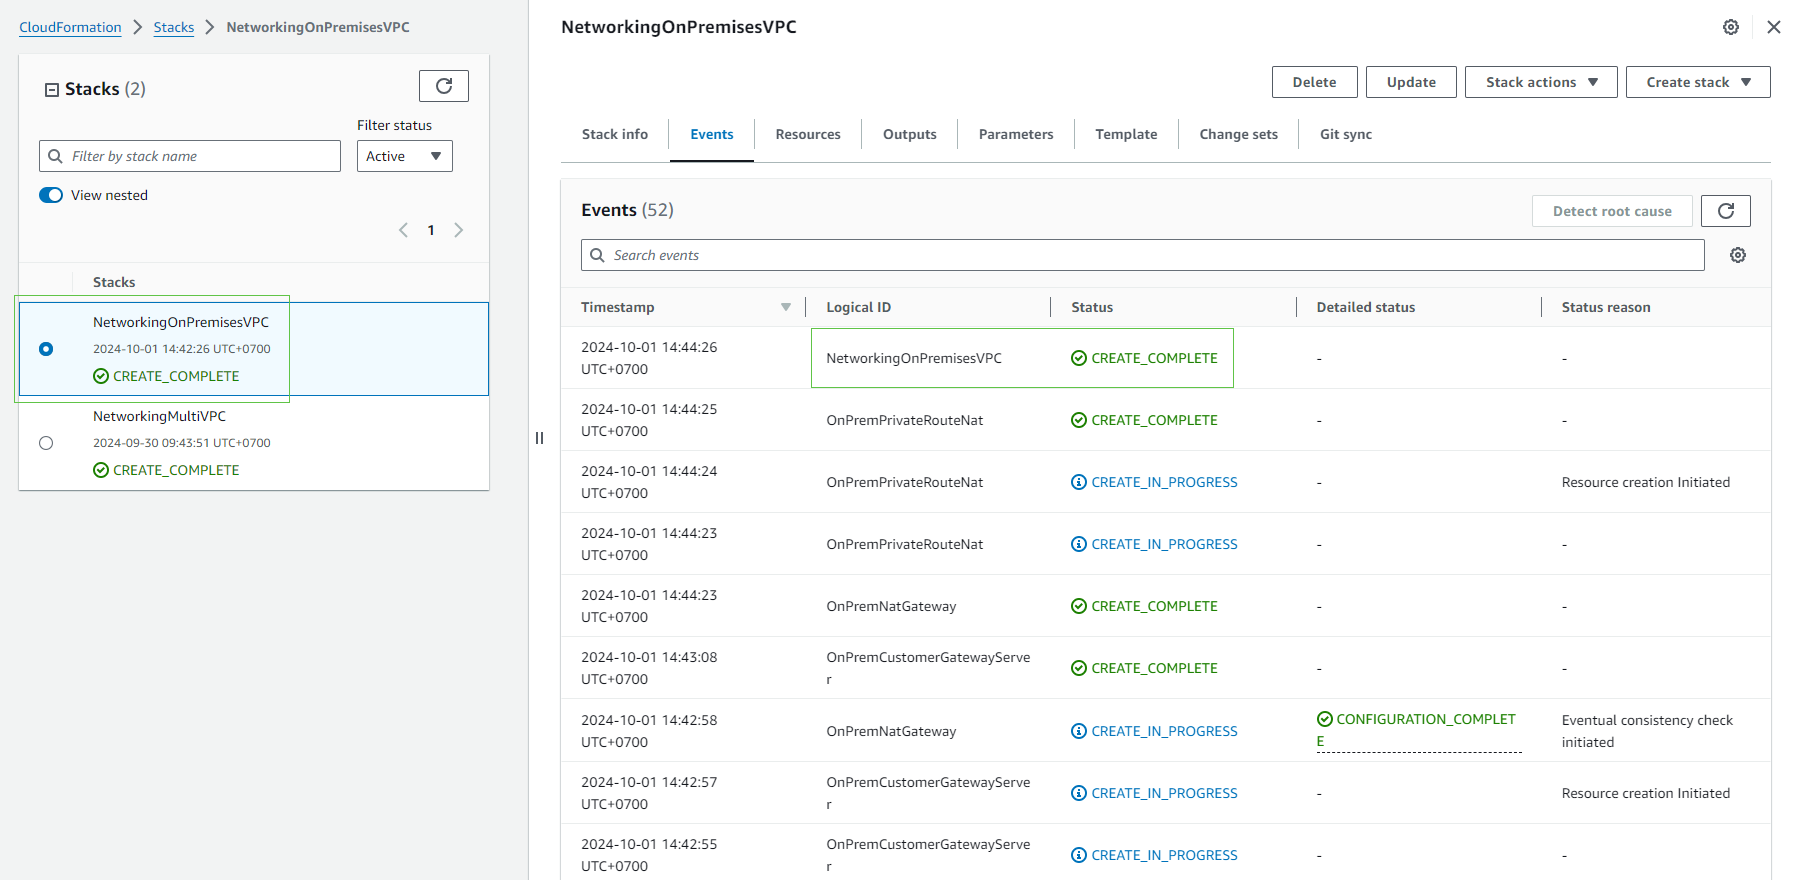 CloudFormation > Stacks > NetworkingOnPremisesVPC
Stacks (2)
Filter status
Filter by stack name
Active
View nested
1
Stacks
NetworkingOnPremisesVPC
2024-10-01 14:42:26 UTC+0700
CREATE_COMPLETE
NetworkingMultiVPC
2024-09-30 09:43:51 UTC+0700
CREATE_COMPLETE
NetworkingOnPremisesVPC
Delete Update Stack actions Create stack
Stack info Events Resources Outputs Parameters Template Change sets Git sync
Events (52)
Detect root cause
Search events
Timestamp Logical ID Status Detailed status Status reason
2024-10-01 14:44:26
UTC+0700
NetworkingOnPremisesVPC CREATE_COMPLETE - -
2024-10-01 14:44:25
UTC+0700
OnPremPrivateRouteNat CREATE_COMPLETE - -
2024-10-01 14:44:24
UTC+0700
OnPremPrivateRouteNat CREATE_IN_PROGRESS - Resource creation Initiated
2024-10-01 14:44:23
UTC+0700
OnPremPrivateRouteNat CREATE_IN_PROGRESS - -
2024-10-01 14:44:23
UTC+0700
OnPremNatGateway CREATE_COMPLETE - -
2024-10-01 14:43:08
UTC+0700
OnPremCustomerGatewayServe
r
CREATE_COMPLETE - -
2024-10-01 14:42:58
UTC+0700
OnPremNatGateway CREATE_IN_PROGRESS
CONFIGURATION_COMPLET
E
Eventual consistency check
initiated
2024-10-01 14:42:57
UTC+0700
OnPremCustomerGatewayServe
r
CREATE_IN_PROGRESS - Resource creation Initiated
2024-10-01 14:42:55
UTC+0700
OnPremCustomerGatewayServe
r
CREATE_IN_PROGRESS - -